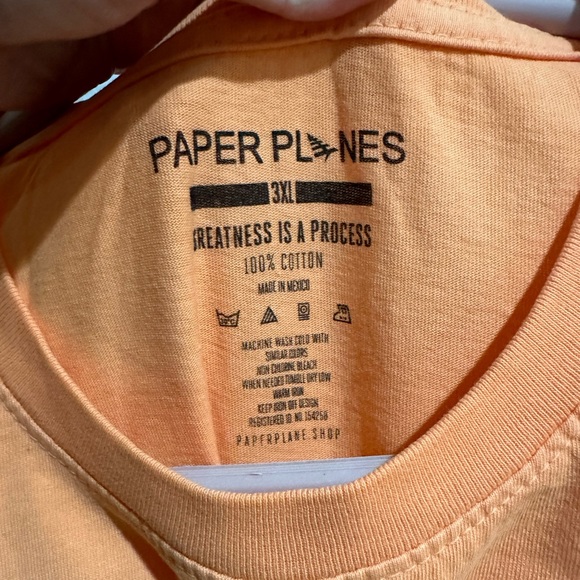 PAPER PLANES
3XL
GREATNESS IS A PROCESS
100% COTTON
MADE IN MEXICO
MACHINE WASH COLD WITH
SIMILAR COLORS
NON CHLORINE BLEACH
WHEN NEEDED TUMBLE DRY LOW
WARM IRON
KEEP IRON OFF DESIGN
REGISTERED ID NO. 154258
PAPERPLANE.SHOP